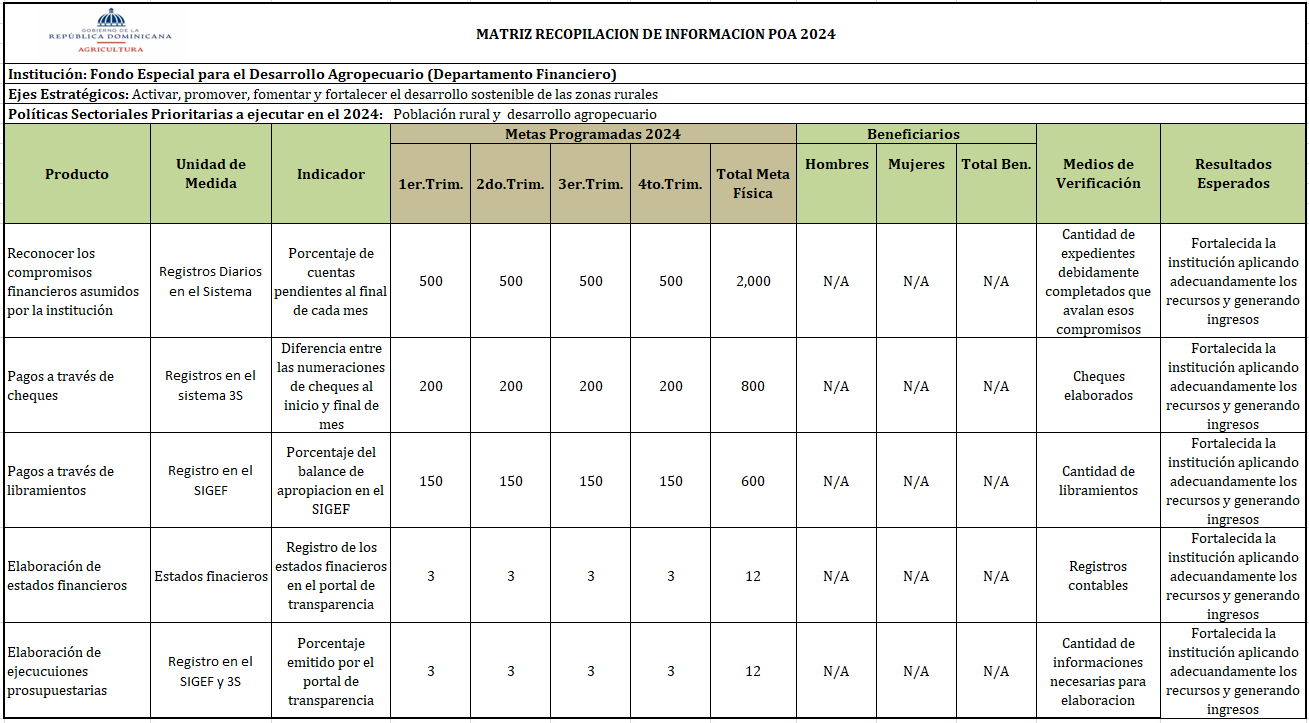 GOBIERNO DE LA
REPÚBLICA DOMINICANA
AGRICULTURA
MATRIZ RECOPILACION DE INFORMACION POA 2024
Institución: Fondo Especial para el Desarrollo Agropecuario (Departamento Financiero)
Ejes Estratégicos: Activar, promover, fomentar y fortalecer el desarrollo sostenible de las zonas rurales
Políticas Sectoriales Prioritarias a ejecutar en el 2024: Población rural y desarrollo agropecuario
Producto
Unidad de
Medida
Indicador
Metas Programadas 2024
1er.Trim.
2do.Trim.
3er.Trim.
4to.Trim.
Total Meta
Física
Beneficiarios
Hombres
Mujeres
Total Ben.
Medios de
Verificación
Resultados
Esperados
Reconocer los
compromisos
financieros asumidos
por la institución
Registros Diarios
en el Sistema
Porcentaje de
cuentas
pendientes al final
de cada mes
500
500
500
500
2,000
N/A
N/A
N/A
Cantidad de
expedientes
debidamente
completados que
avalan esos
compromisos
Fortalecida la
institución aplicando
adecuandamente los
recursos y generando
ingresos
Pagos a través de
cheques
Registros en el
sistema 3S
Diferencia entre
las numeraciones
de cheques al
inicio y final de
mes
200
200
200
200
800
N/A
N/A
N/A
Cheques
elaborados
Fortalecida la
institución aplicando
adecuandamente los
recursos y generando
ingresos
Pagos a través de
libramientos
Registro en el
SIGEF
Porcentaje del
balance de
apropiacion en el
SIGEF
150
150
150
150
600
N/A
N/A
N/A
Cantidad de
libramientos
Fortalecida la
institución aplicando
adecuandamente los
recursos y generando
ingresos
Elaboración de
estados financieros
Estados finacieros
Registro de los
estados finacieros
en el portal de
transparencia
3
3
3
3
12
N/A
N/A
N/A
Registros
contables
Fortalecida la
institución aplicando
adecuandamente los
recursos y generando
ingresos
Elaboración de
ejecucuiones
prosupuestarias
Registro en el
SIGEF y 3S
Porcentaje
emitido por el
portal de
transparencia
3
3
3
3
12
N/A
N/A
N/A
Cantidad de
informaciones
necesarias para
elaboracion
Fortalecida la
institución aplicando
adecuandamente los
recursos y generando
ingresos